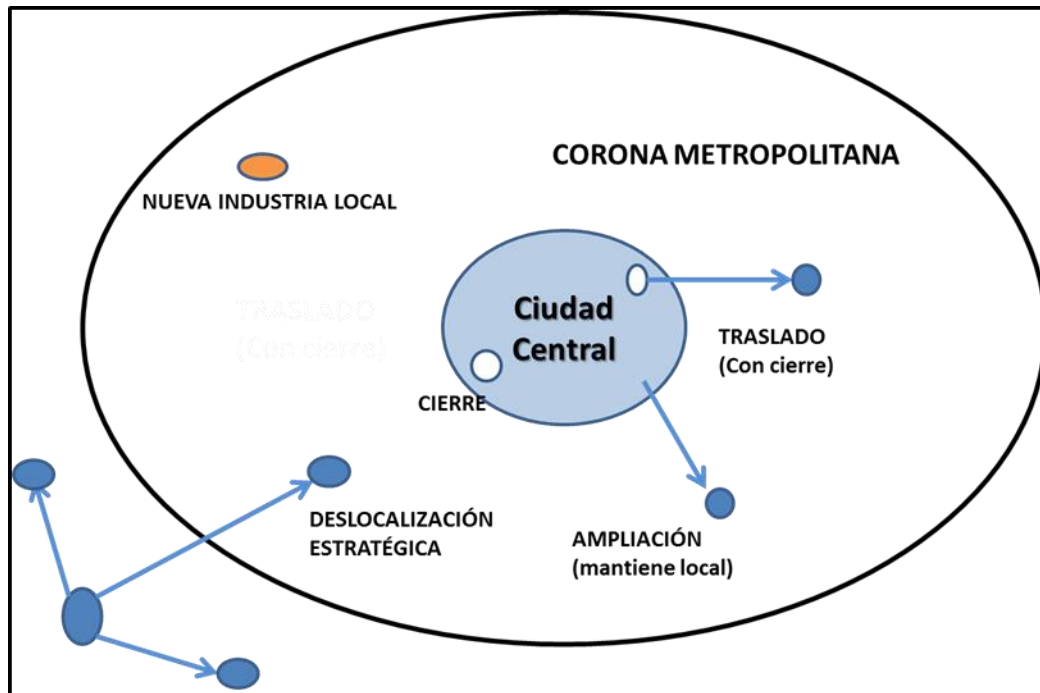 CORONA METROPOLITANA
NUEVA INDUSTRIA LOCAL
Ciudad
Central
TRASLADO
(Con cierre)
TRASLADO
(Con cierre)
CIERRE
DESLOCALIZACIÓN
ESTRATÉGICA
AMPLIACIÓN
(mantiene local)